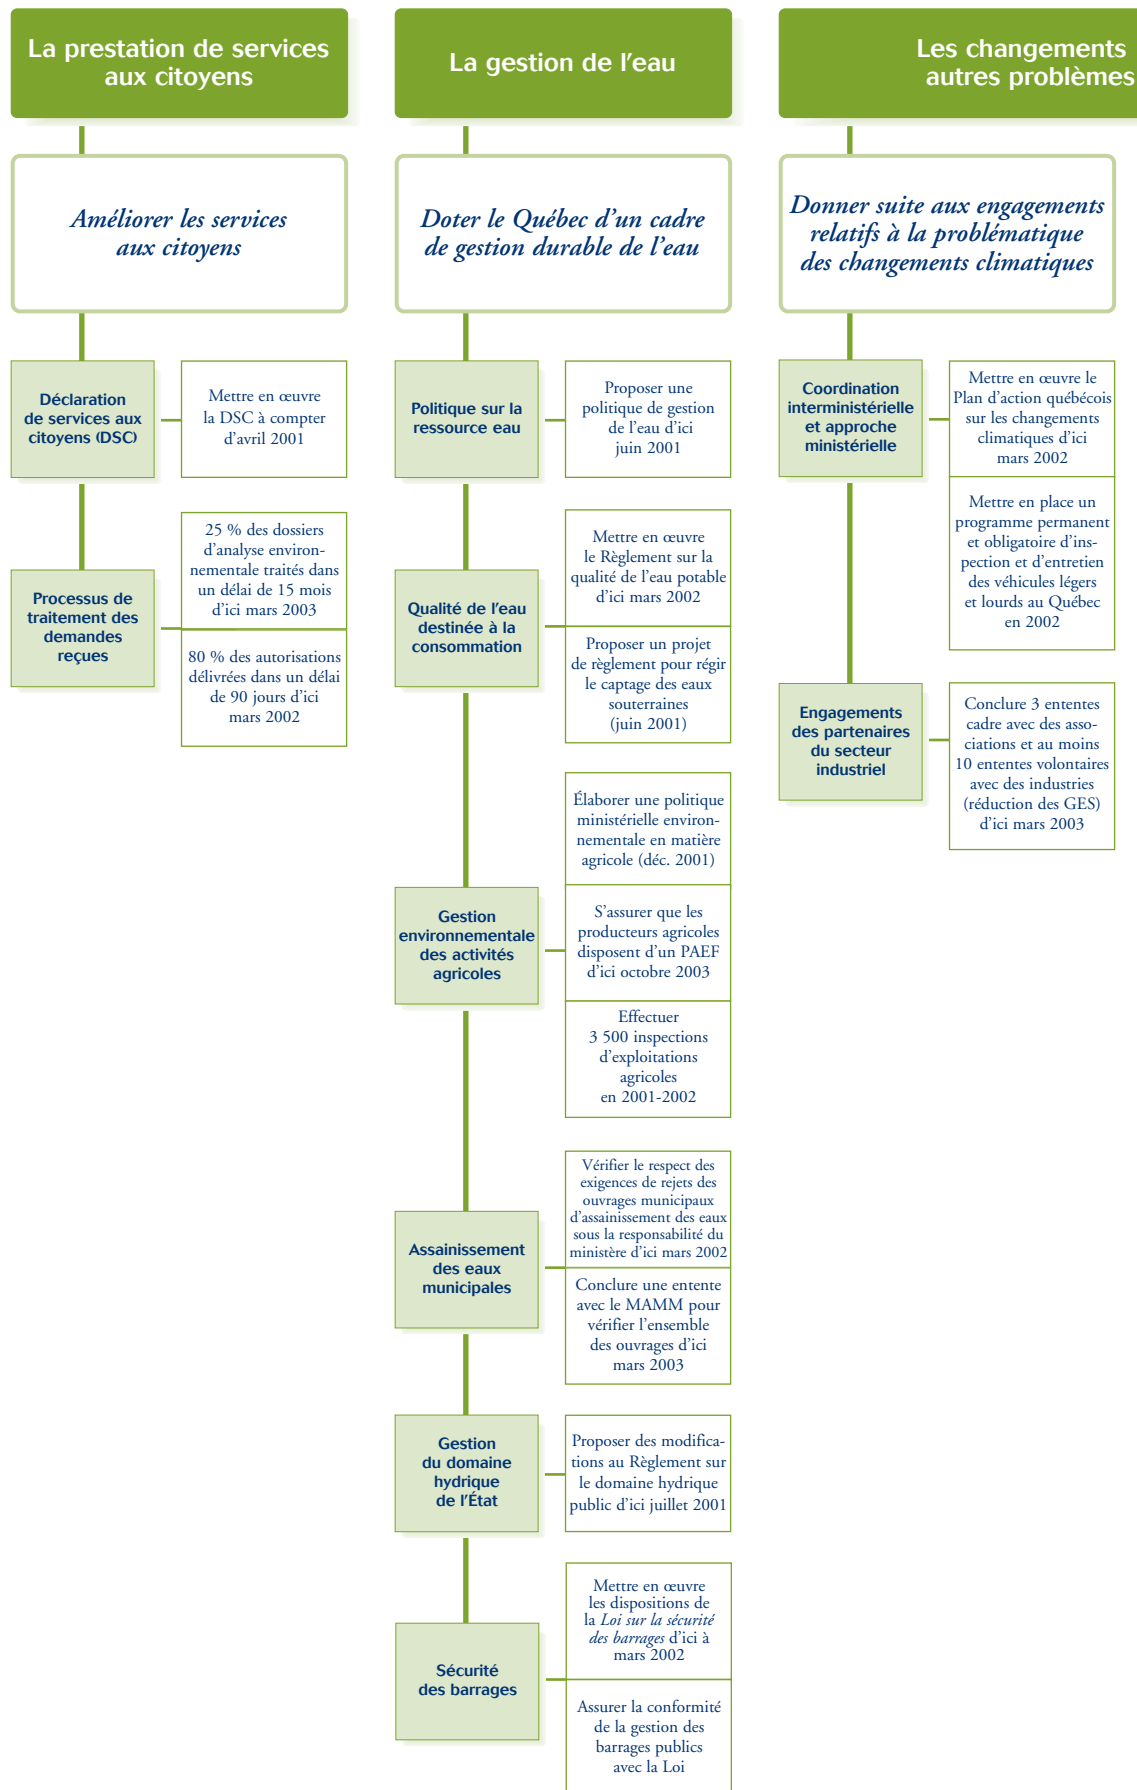 La prestation de services
aux citoyens
Améliorer les services
aux citoyens
Déclaration
de services aux
citoyens (DSC)
Mettre en œuvre
la DSC à compter
d'avril 2001
Processus de
traitement des
demandes
reçues
25 % des dossiers
d'analyse environ-
nementale traités dans
un délai de 15 mois
d'ici mars 2003
80 % des autorisations
délivrées dans un délai
de 90 jours d'ici
mars 2002
La gestion de l'eau
Doter le Québec d'un cadre
de gestion durable de l'eau
Politique sur la
ressource eau
Proposer une
politique de gestion
de l'eau d'ici
juin 2001
Qualité de l'eau
destinée à la
consommation
Mettre en œuvre
le Règlement sur la
qualité de l'eau potable
d'ici mars 2002
Proposer un projet
de règlement pour régir
le captage des eaux
souterraines
(juin 2001)
Gestion
environnementale
des activités
agricoles
Élaborer une politique
ministérielle environ-
nementale en matière
agricole (déc. 2001)
S'assurer que les
producteurs agricoles
disposent d'un PAEF
d'ici octobre 2003
Effectuer
3 500 inspections
d'exploitations
agricoles
en 2001-2002
Assainissement
des eaux
municipales
Vérifier le respect des
exigences de rejets des
ouvrages municipaux
d'assainissement des eaux
sous la responsabilité du
ministère d'ici mars 2002
Conclure une entente
avec le MAMM pour
vérifier l'ensemble
des ouvrages d'ici
mars 2003
Gestion
du domaine
hydrique
de l'État
Proposer des modifica-
tions au Règlement sur
le domaine hydrique
public d'ici juillet 2001
Sécurité
des barrages
Mettre en œuvre
les dispositions de
la Loi sur la sécurité
des barrages d'ici à
mars 2002
Assurer la conformité
de la gestion des
barrages publics
avec la Loi
Les changements
autres problèmes
Donner suite aux engagements
relatifs à la problématique
des changements climatiques
Coordination
interministérielle
et approche
ministérielle
Mettre en œuvre le
Plan d'action québécois
sur les changements
climatiques d'ici
mars 2002
Mettre en place un
programme permanent
et obligatoire d'ins-
pection et d'entretien
des véhicules légers
et lourds au Québec
en 2002
Engagements
des partenaires
du secteur
industriel
Conclure 3 ententes
cadre avec des asso-
ciations et au moins
10 ententes volontaires
avec des industries
(réduction des GES)
d'ici mars 2003